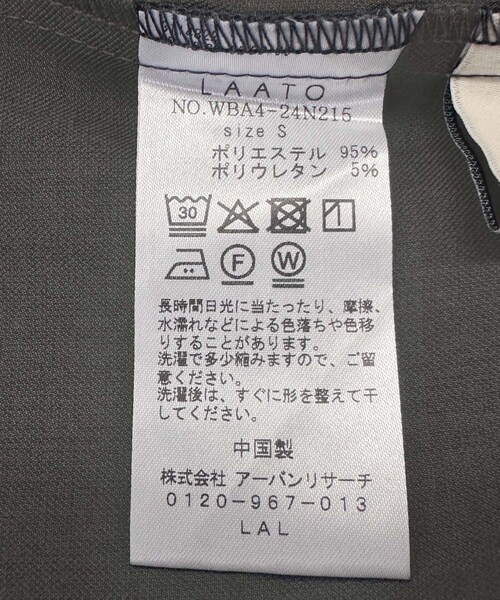 LAATO
NO.WBA4-24N215
size S
ポリエステル 95%
ポリウレタン 5%
30
F W
長時間日光に当たったり、摩擦、
水濡れなどによる色落ちや色移
りすることがあります。
洗濯で多少縮みますので、ご留
意ください。
洗濯後は、すぐに形を整えて干
してください。
中国製
株式会社 アーバンリサーチ
0120-967-013
LAL